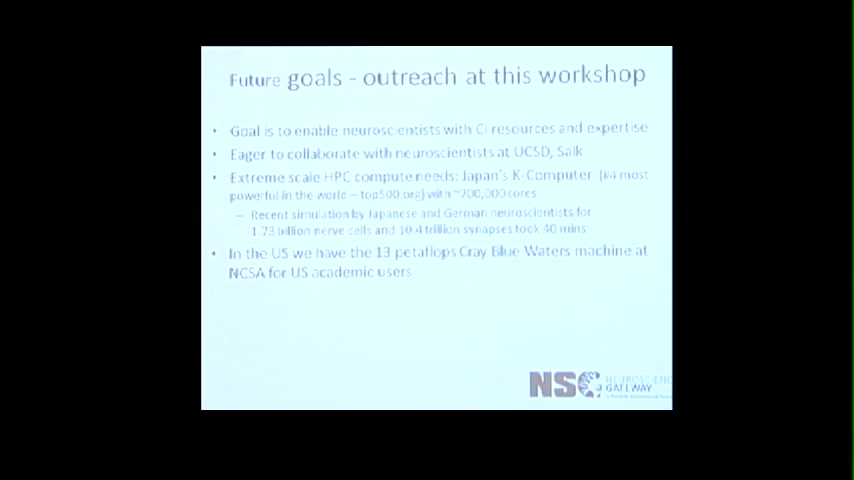 Future goals - outreach at this workshop
• Goal is to enable neuroscientists with CI resources and expertise
• Eager to collaborate with neuroscientists at UCSD, Salk
• Extreme scale HPC compute needs: Japan's K-Computer (#4 most
powerful in the world – top500.org) with ~700,000 cores
– Recent simulation by Japanese and German neuroscientists for
1.73 billion nerve cells and 10.4 trillion synapses took 40 mins
• In the US we have the 13 petaflops Cray Blue Waters machine at
NCSA for US academic users
NSG NEUROSCIENC
GATEWAY